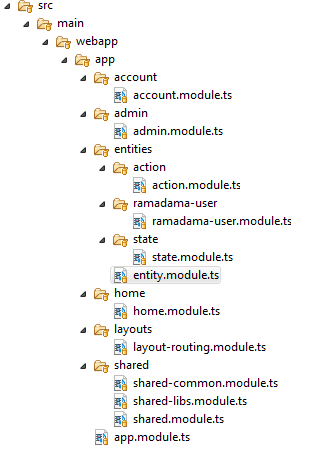 src
main
webapp
app
account
account.module.ts
admin
admin.module.ts
entities
action
action.module.ts
ramadama-user
ramadama-user.module.ts
state
state.module.ts
entity.module.ts
home
home.module.ts
layouts
layout-routing.module.ts
shared
shared-common.module.ts
shared-libs.module.ts
shared.module.ts
app.module.ts